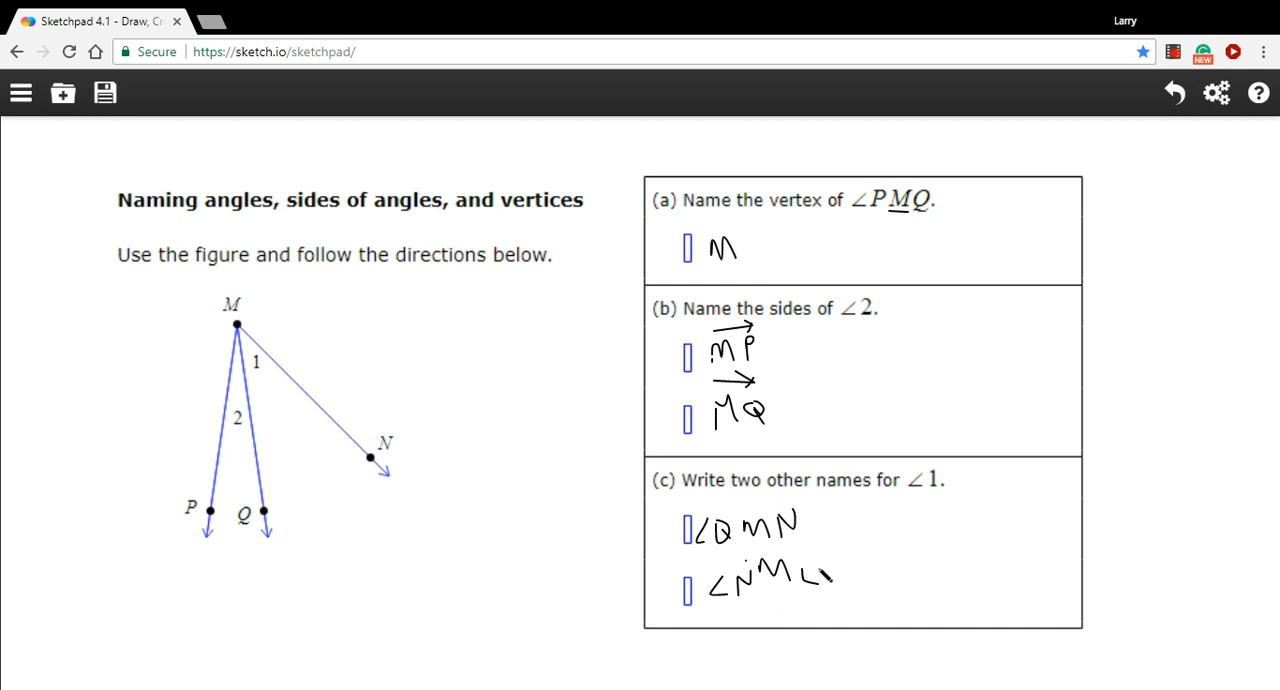 Sketchpad 4.1 - Draw, Cr
Larry
Secure
https://sketch.io/sketchpad/
NEW
Naming angles, sides of angles, and vertices
Use the figure and follow the directions below.
M
1
2
N
P
Q
(a) Name the vertex of ∠PMQ.
M
(b) Name the sides of ∠2.
MP
MQ
(c) Write two other names for ∠1.
∠QMN
∠NM